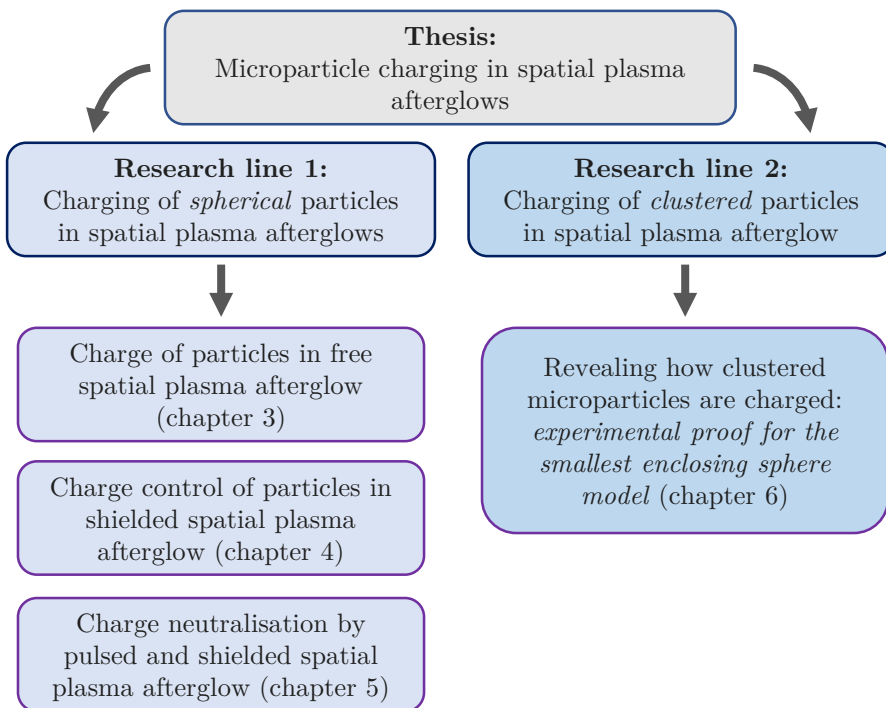 Thesis:
Microparticle charging in spatial plasma
afterglows
Research line 1:
Charging of spherical particles
in spatial plasma afterglows
Research line 2:
Charging of clustered particles
in spatial plasma afterglow
Charge of particles in free
spatial plasma afterglow
(chapter 3)
Charge control of particles in
shielded spatial plasma
afterglow (chapter 4)
Charge neutralisation by
pulsed and shielded spatial
plasma afterglow (chapter 5)
Revealing how clustered
microparticles are charged:
experimental proof for the
smallest enclosing sphere
model (chapter 6)